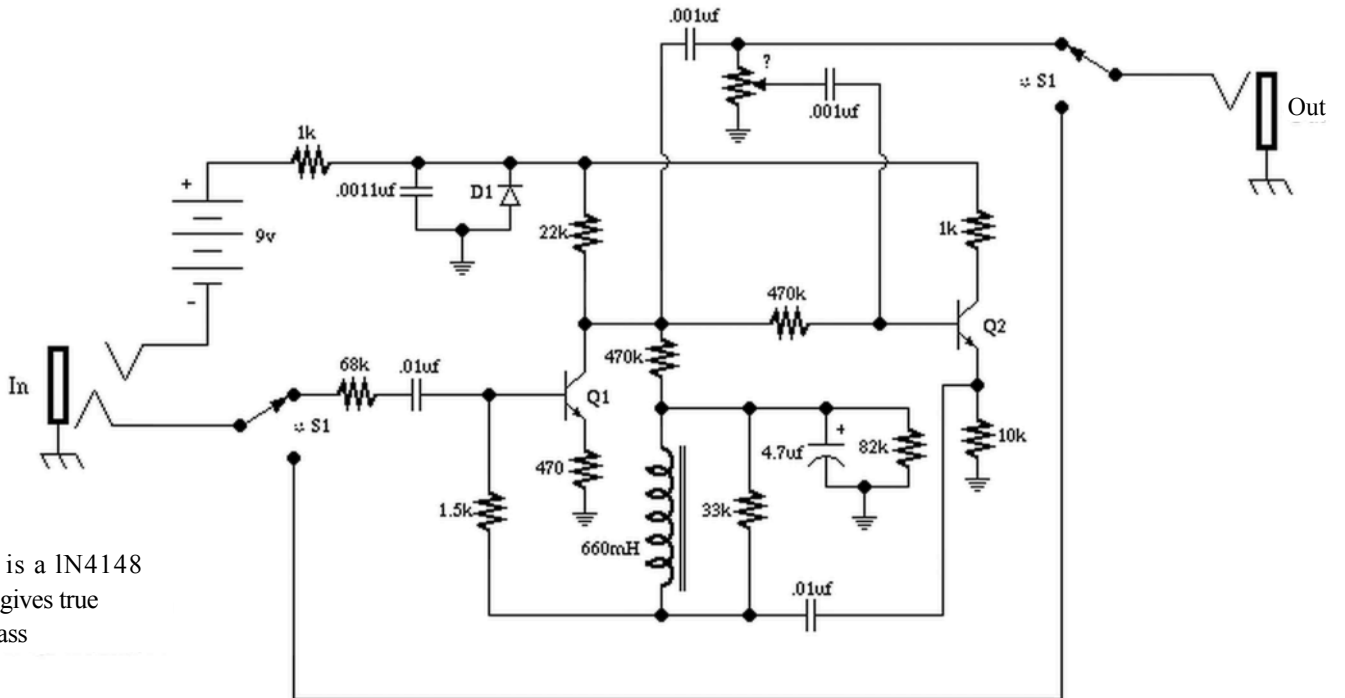 .001uf
?
S1
Out
.001uf
1k
+
.0011uf
D1
22k
1k
9v
-
470k
Q2
470k
In
68k
.01uf
Q1
S1
+
4.7uf
82k
10k
470
1.5k
33k
660mH
is a lN4148
gives true
ass
.01uf